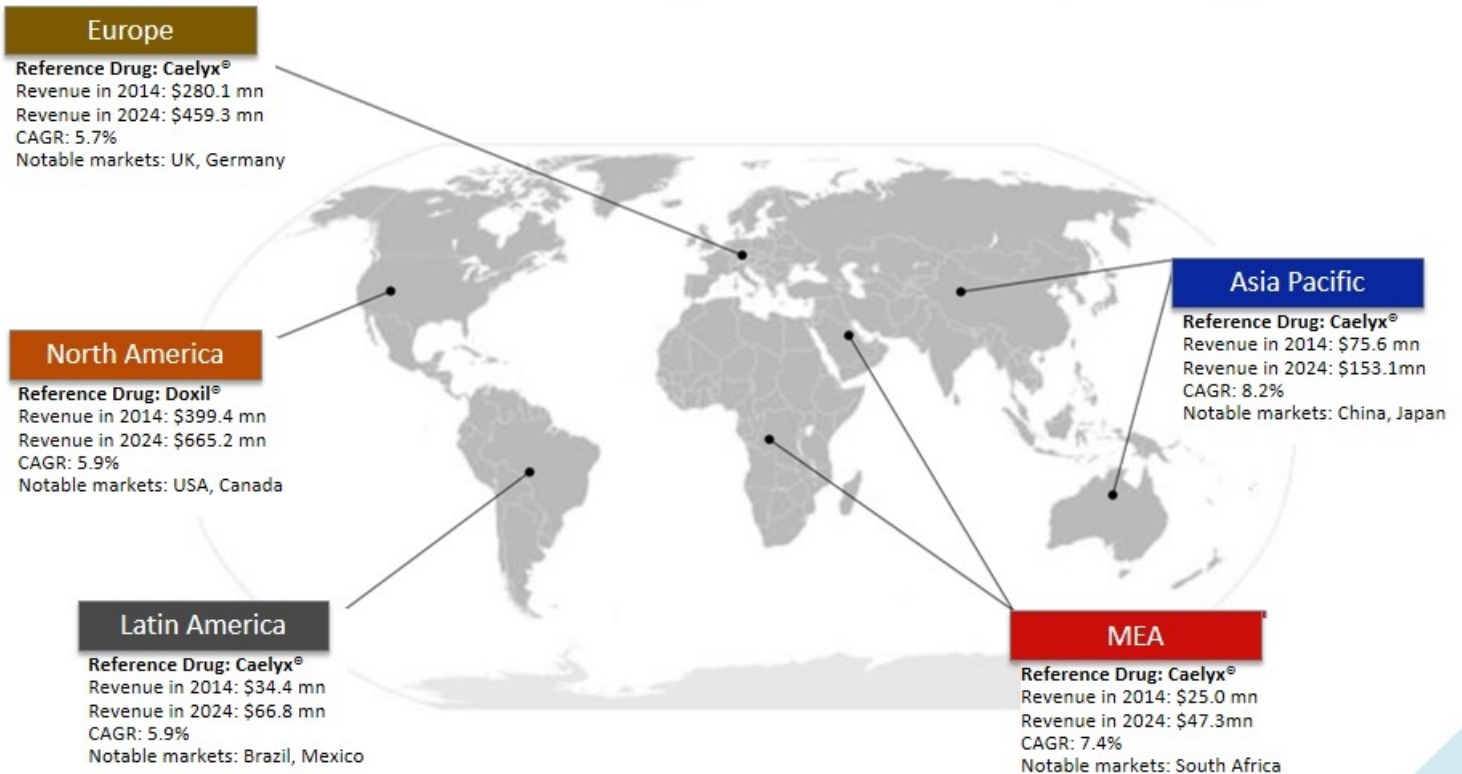 Europe
Reference Drug: Caelyx®
Revenue in 2014: $280.1 mn
Revenue in 2024: $459.3 mn
CAGR: 5.7%
Notable markets: UK, Germany
North America
Reference Drug: Doxil®
Revenue in 2014: $399.4 mn
Revenue in 2024: $665.2 mn
CAGR: 5.9%
Notable markets: USA, Canada
Latin America
Reference Drug: Caelyx®
Revenue in 2014: $34.4 mn
Revenue in 2024: $66.8 mn
CAGR: 5.9%
Notable markets: Brazil, Mexico
Asia Pacific
Reference Drug: Caelyx®
Revenue in 2014: $75.6 mn
Revenue in 2024: $153.1mn
CAGR: 8.2%
Notable markets: China, Japan
MEA
Reference Drug: Caelyx®
Revenue in 2014: $25.0 mn
Revenue in 2024: $47.3mn
CAGR: 7.4%
Notable markets: South Africa